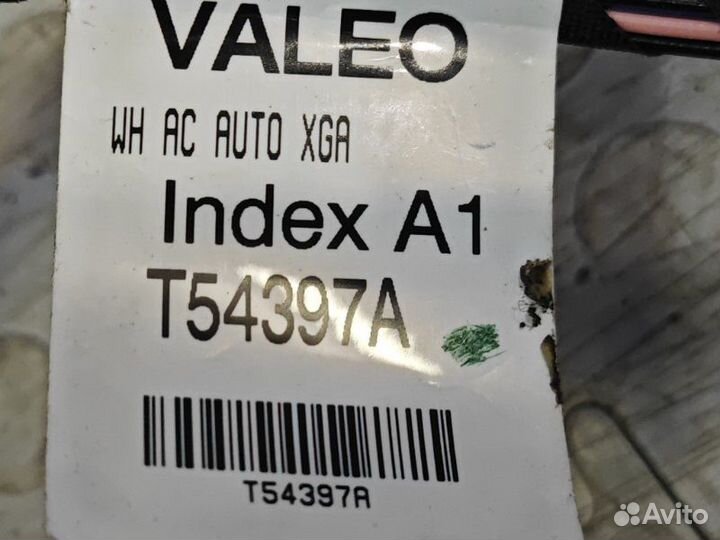 VALEO
WH AC AUTO XGA
Index A1
T54397A
T54397A
Avito